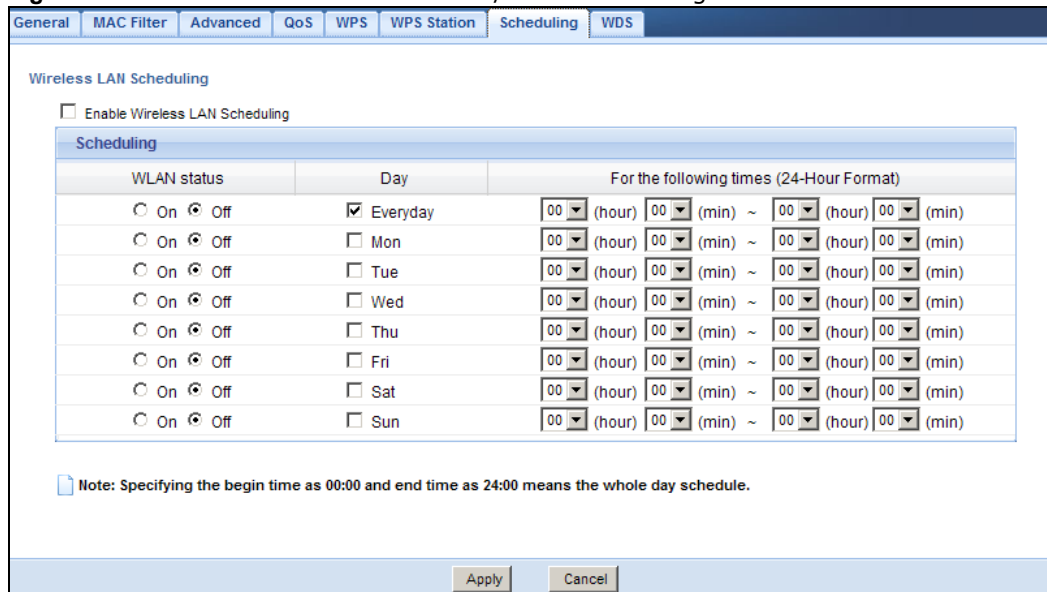 General MAC Filter Advanced QoS WPS WPS Station Scheduling WDS
Wireless LAN Scheduling
Enable Wireless LAN Scheduling
Scheduling
WLAN status Day For the following times (24-Hour Format)
On Off Everyday 00 (hour) 00 (min) ~ 00 (hour) 00 (min)
On Off Mon 00 (hour) 00 (min) ~ 00 (hour) 00 (min)
On Off Tue 00 (hour) 00 (min) ~ 00 (hour) 00 (min)
On Off Wed 00 (hour) 00 (min) ~ 00 (hour) 00 (min)
On Off Thu 00 (hour) 00 (min) ~ 00 (hour) 00 (min)
On Off Fri 00 (hour) 00 (min) ~ 00 (hour) 00 (min)
On Off Sat 00 (hour) 00 (min) ~ 00 (hour) 00 (min)
On Off Sun 00 (hour) 00 (min) ~ 00 (hour) 00 (min)
Note: Specifying the begin time as 00:00 and end time as 24:00 means the whole day schedule.
Apply Cancel